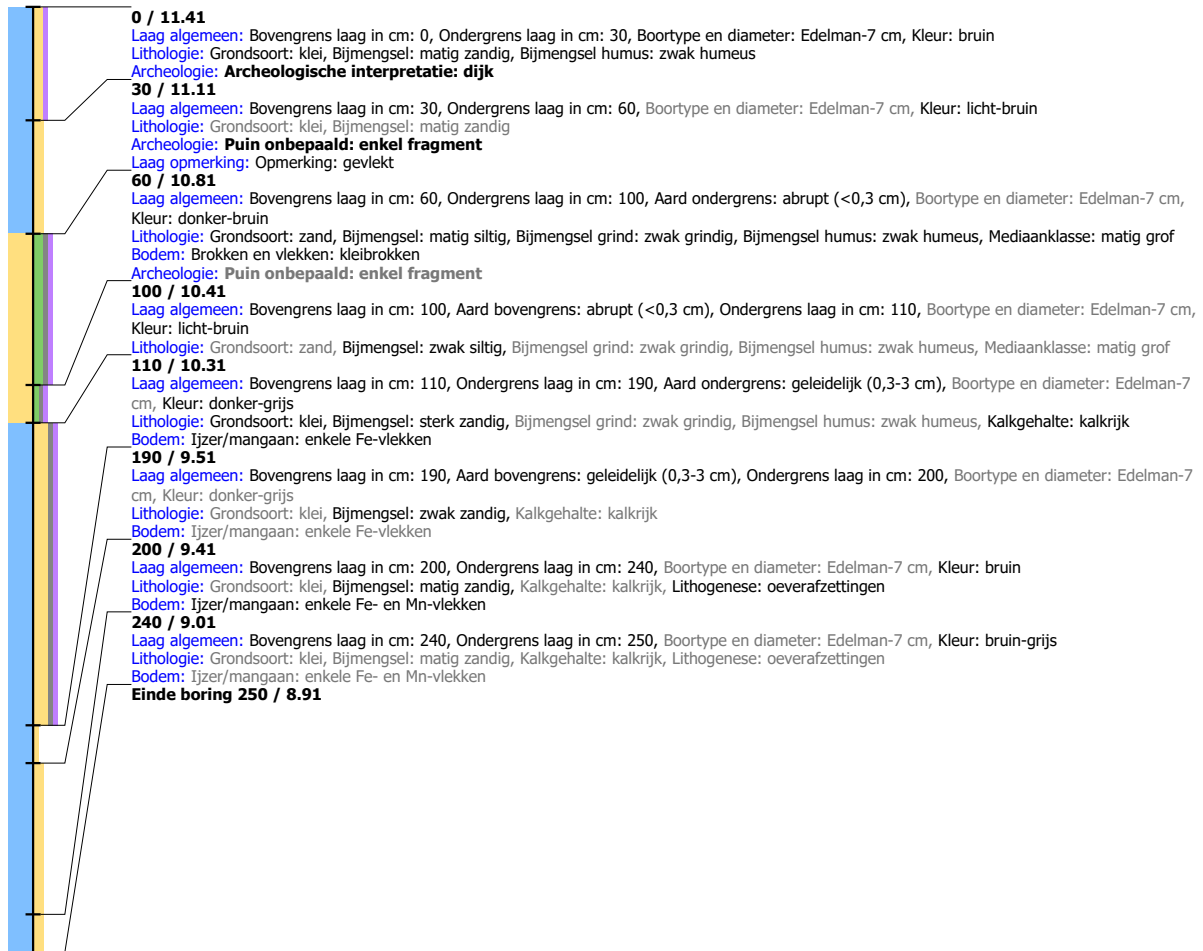 0 / 11.41
Laag algemeen: Bovengrens laag in cm: 0, Ondergrens laag in cm: 30, Boortype en diameter: Edelman-7 cm, Kleur: bruin
Lithologie: Grondsoort: klei, Bijmengsel: matig zandig, Bijmengsel humus: zwak humeus
Archeologie: Archeologische interpretatie: dijk
30 / 11.11
Laag algemeen: Bovengrens laag in cm: 30, Ondergrens laag in cm: 60, Boortype en diameter: Edelman-7 cm, Kleur: licht-bruin
Lithologie: Grondsoort: klei, Bijmengsel: matig zandig
Archeologie: Puin onbepaald: enkel fragment
Laag opmerking: Opmerking: gevlekt
60 / 10.81
Laag algemeen: Bovengrens laag in cm: 60, Ondergrens laag in cm: 100, Aard ondergrens: abrupt (<0,3 cm), Boortype en diameter: Edelman-7 cm,
Kleur: donker-bruin
Lithologie: Grondsoort: zand, Bijmengsel: matig siltig, Bijmengsel grind: zwak grindig, Bijmengsel humus: zwak humeus, Mediaanklasse: matig grof
Bodem: Brokken en vlekken: kleibrokken
Archeologie: Puin onbepaald: enkel fragment
100 / 10.41
Laag algemeen: Bovengrens laag in cm: 100, Aard bovengrens: abrupt (<0,3 cm), Ondergrens laag in cm: 110, Boortype en diameter: Edelman-7 cm,
Kleur: licht-bruin
Lithologie: Grondsoort: zand, Bijmengsel: zwak siltig, Bijmengsel grind: zwak grindig, Bijmengsel humus: zwak humeus, Mediaanklasse: matig grof
110 / 10.31
Laag algemeen: Bovengrens laag in cm: 110, Ondergrens laag in cm: 190, Aard ondergrens: geleidelijk (0,3-3 cm), Boortype en diameter: Edelman-7
cm, Kleur: donker-grijs
Lithologie: Grondsoort: klei, Bijmengsel: sterk zandig, Bijmengsel grind: zwak grindig, Bijmengsel humus: zwak humeus, Kalkgehalte: kalkrijk
Bodem: Ijzer/mangaan: enkele Fe-vlekken
190 / 9.51
Laag algemeen: Bovengrens laag in cm: 190, Aard bovengrens: geleidelijk (0,3-3 cm), Ondergrens laag in cm: 200, Boortype en diameter: Edelman-7
cm, Kleur: donker-grijs
Lithologie: Grondsoort: klei, Bijmengsel: zwak zandig, Kalkgehalte: kalkrijk
Bodem: Ijzer/mangaan: enkele Fe-vlekken
200 / 9.41
Laag algemeen: Bovengrens laag in cm: 200, Ondergrens laag in cm: 240, Boortype en diameter: Edelman-7 cm, Kleur: bruin
Lithologie: Grondsoort: klei, Bijmengsel: matig zandig, Kalkgehalte: kalkrijk, Lithogenese: oeverafzettingen
Bodem: Ijzer/mangaan: enkele Fe- en Mn-vlekken
240 / 9.01
Laag algemeen: Bovengrens laag in cm: 240, Ondergrens laag in cm: 250, Boortype en diameter: Edelman-7 cm, Kleur: bruin-grijs
Lithologie: Grondsoort: klei, Bijmengsel: matig zandig, Kalkgehalte: kalkrijk, Lithogenese: oeverafzettingen
Bodem: Ijzer/mangaan: enkele Fe- en Mn-vlekken
Einde boring 250 / 8.91